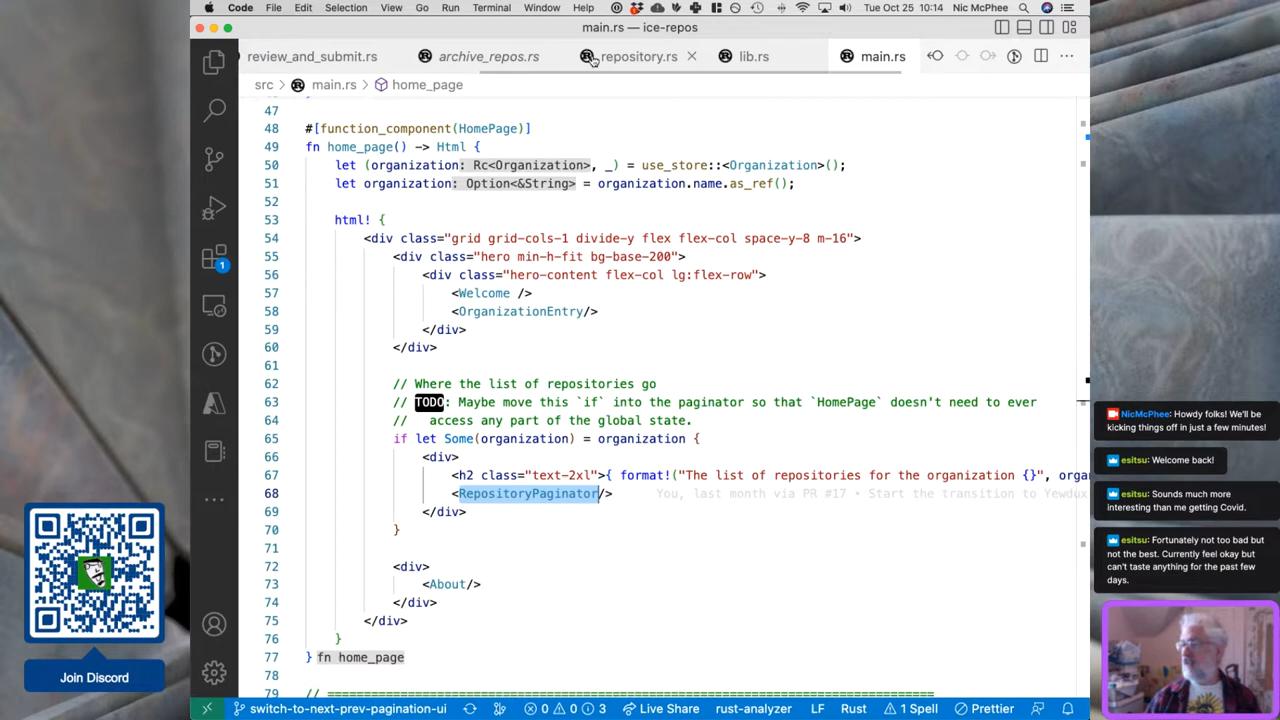 Code File Edit Selection View Go Run Terminal Window Help Tue Oct 25 10:14 Nic McPhee
main.rs — ice-repos
review_and_submit.rs archive_repos.rs repository.rs lib.rs main.rs
src > main.rs > home_page
47
48 #[function_component(HomePage)]
49 fn home_page() -> Html {
50 let (organization: Rc<Organization>, _) = use_store::<Organization>();
51 let organization: Option<&String> = organization.name.as_ref();
52
53 html! {
54 <div class="grid grid-cols-1 divide-y flex flex-col space-y-8 m-16">
55 <div class="hero min-h-fit bg-base-200">
56 <div class="hero-content flex-col lg:flex-row">
57 <Welcome />
58 <OrganizationEntry/>
59 </div>
60 </div>
61
62 // Where the list of repositories go
63 // TODO: Maybe move this `if` into the paginator so that `HomePage` doesn't need to ever
64 // access any part of the global state.
65 if let Some(organization) = organization {
66 <div>
67 <h2 class="text-2xl">{ format!("The list of repositories for the organization {}", orga
68 <RepositoryPaginator/> You, last month via PR #17 • Start the transition to Yewdux
69 </div>
70 }
71
72 <div>
73 <About/>
74 </div>
75 </div>
76 }
77 } fn home_page
78
79 // =====================================================================================
1
switch-to-next-prev-pagination-ui 0 0 3 Live Share rust-analyzer LF Rust 1 Spell Prettier
Join Discord
NicMcPhee: Howdy folks! We'll be
kicking things off in just a few minutes!
esitsu: Welcome back!
esitsu: Sounds much more
interesting than me getting Covid.
esitsu: Fortunately not too bad but
not the best. Currently feel okay but
can't taste anything for the past few
days.